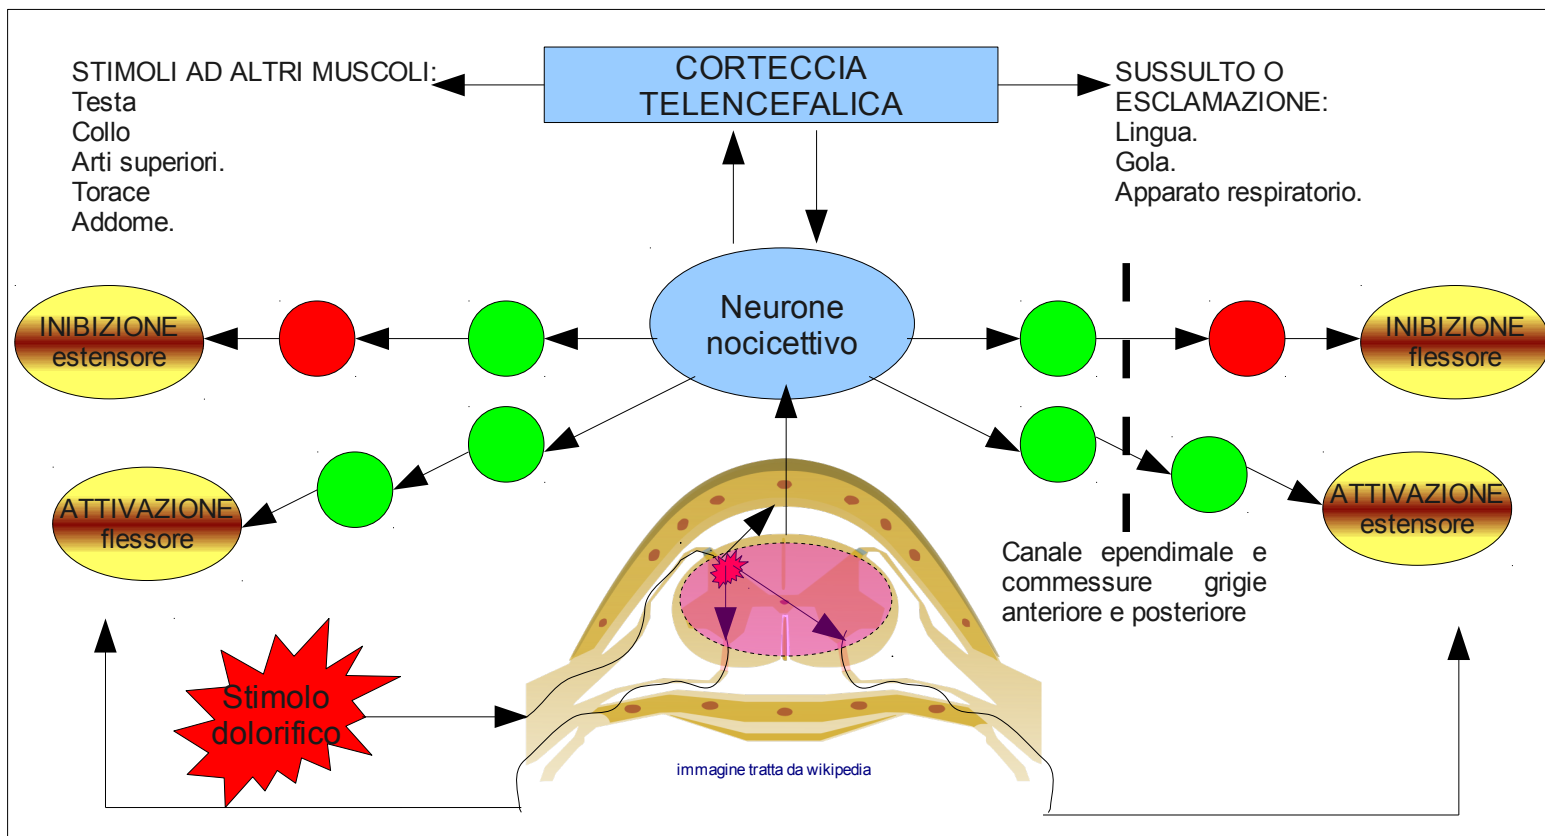 STIMOLI AD ALTRI MUSCOLI:
Testa
Collo
Arti superiori.
Torace
Addome.
CORTECCIA
TELENCEFALICA
SUSSULTO O
ESCLAMAZIONE:
Lingua.
Gola.
Apparato respiratorio.
INIBIZIONE
estensore
Neurone
nocicettivo
INIBIZIONE
flessore
ATTIVAZIONE
flessore
ATTIVAZIONE
estensore
Canale ependimale e
commessure grigie
anteriore e posteriore
Stimolo
dolorifico
immagine tratta da wikipedia